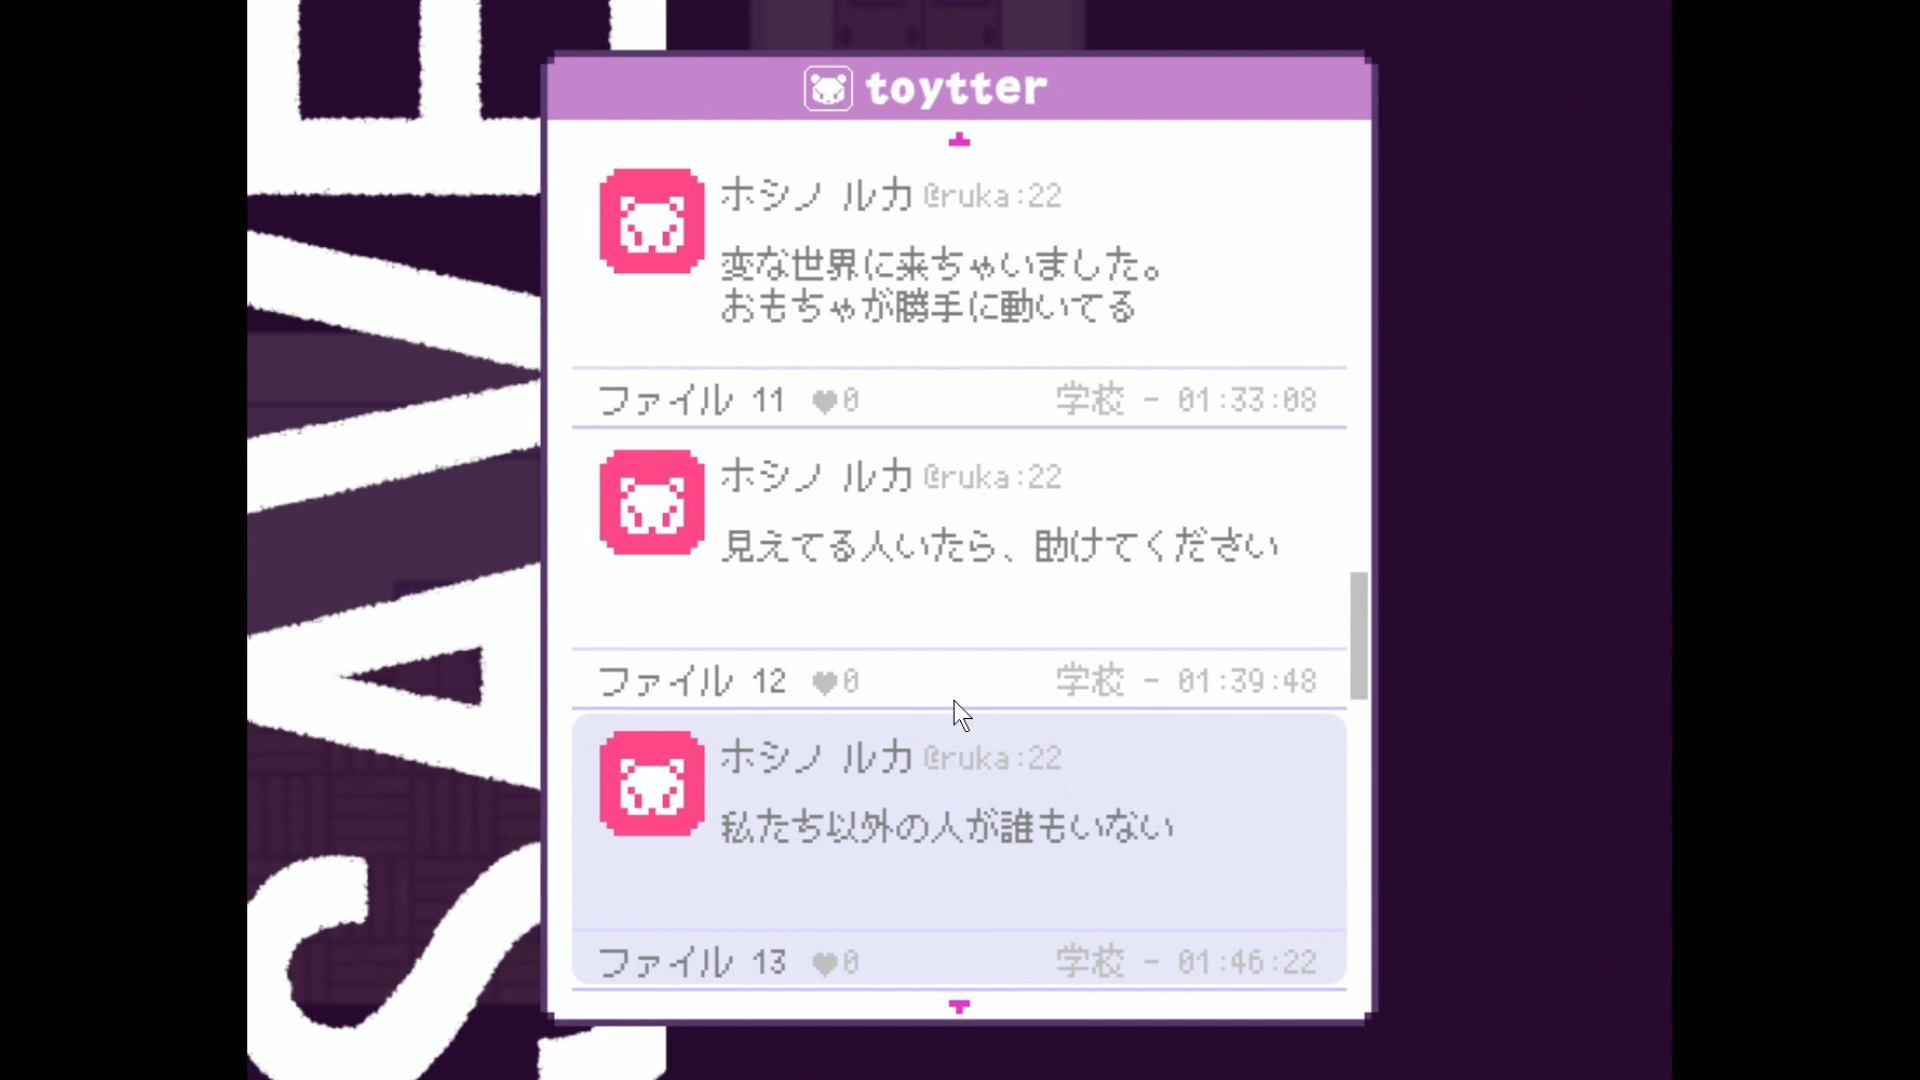 SAVE
toytter
ホシノ ルカ @ruka:22
変な世界に来ちゃいました。
おもちゃが勝手に動いてる
ファイル 11 ♥0 学校 - 01:33:08
ホシノ ルカ @ruka:22
見えてる人いたら、助けてください
ファイル 12 ♥0 学校 - 01:39:48
ホシノ ルカ @ruka:22
私たち以外の人が誰もいない
ファイル 13 ♥0 学校 - 01:46:22